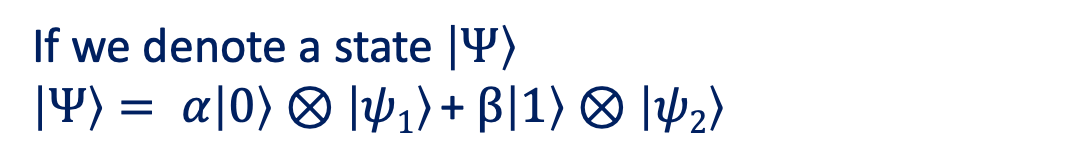 If we denote a state |Ψ⟩
|Ψ⟩ = α|0⟩ ⊗ |ψ₁⟩ + β|1⟩ ⊗ |ψ₂⟩